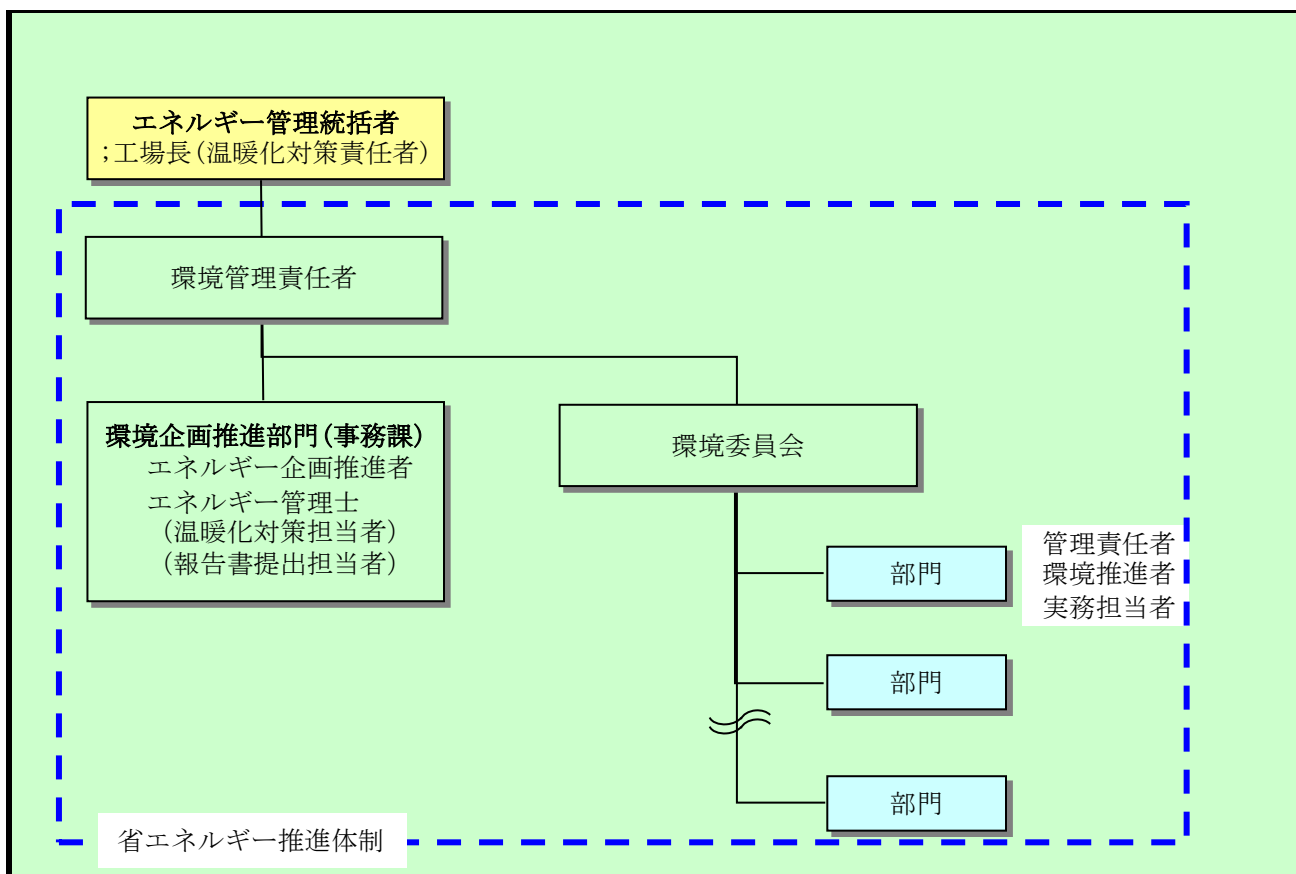 エネルギー管理統括者
;工場長(温暖化対策責任者)
環境管理責任者
環境企画推進部門(事務課)
エネルギー企画推進者
エネルギー管理士
(温暖化対策担当者)
(報告書提出担当者)
環境委員会
部門
管理責任者
環境推進者
実務担当者
部門
部門
省エネルギー推進体制